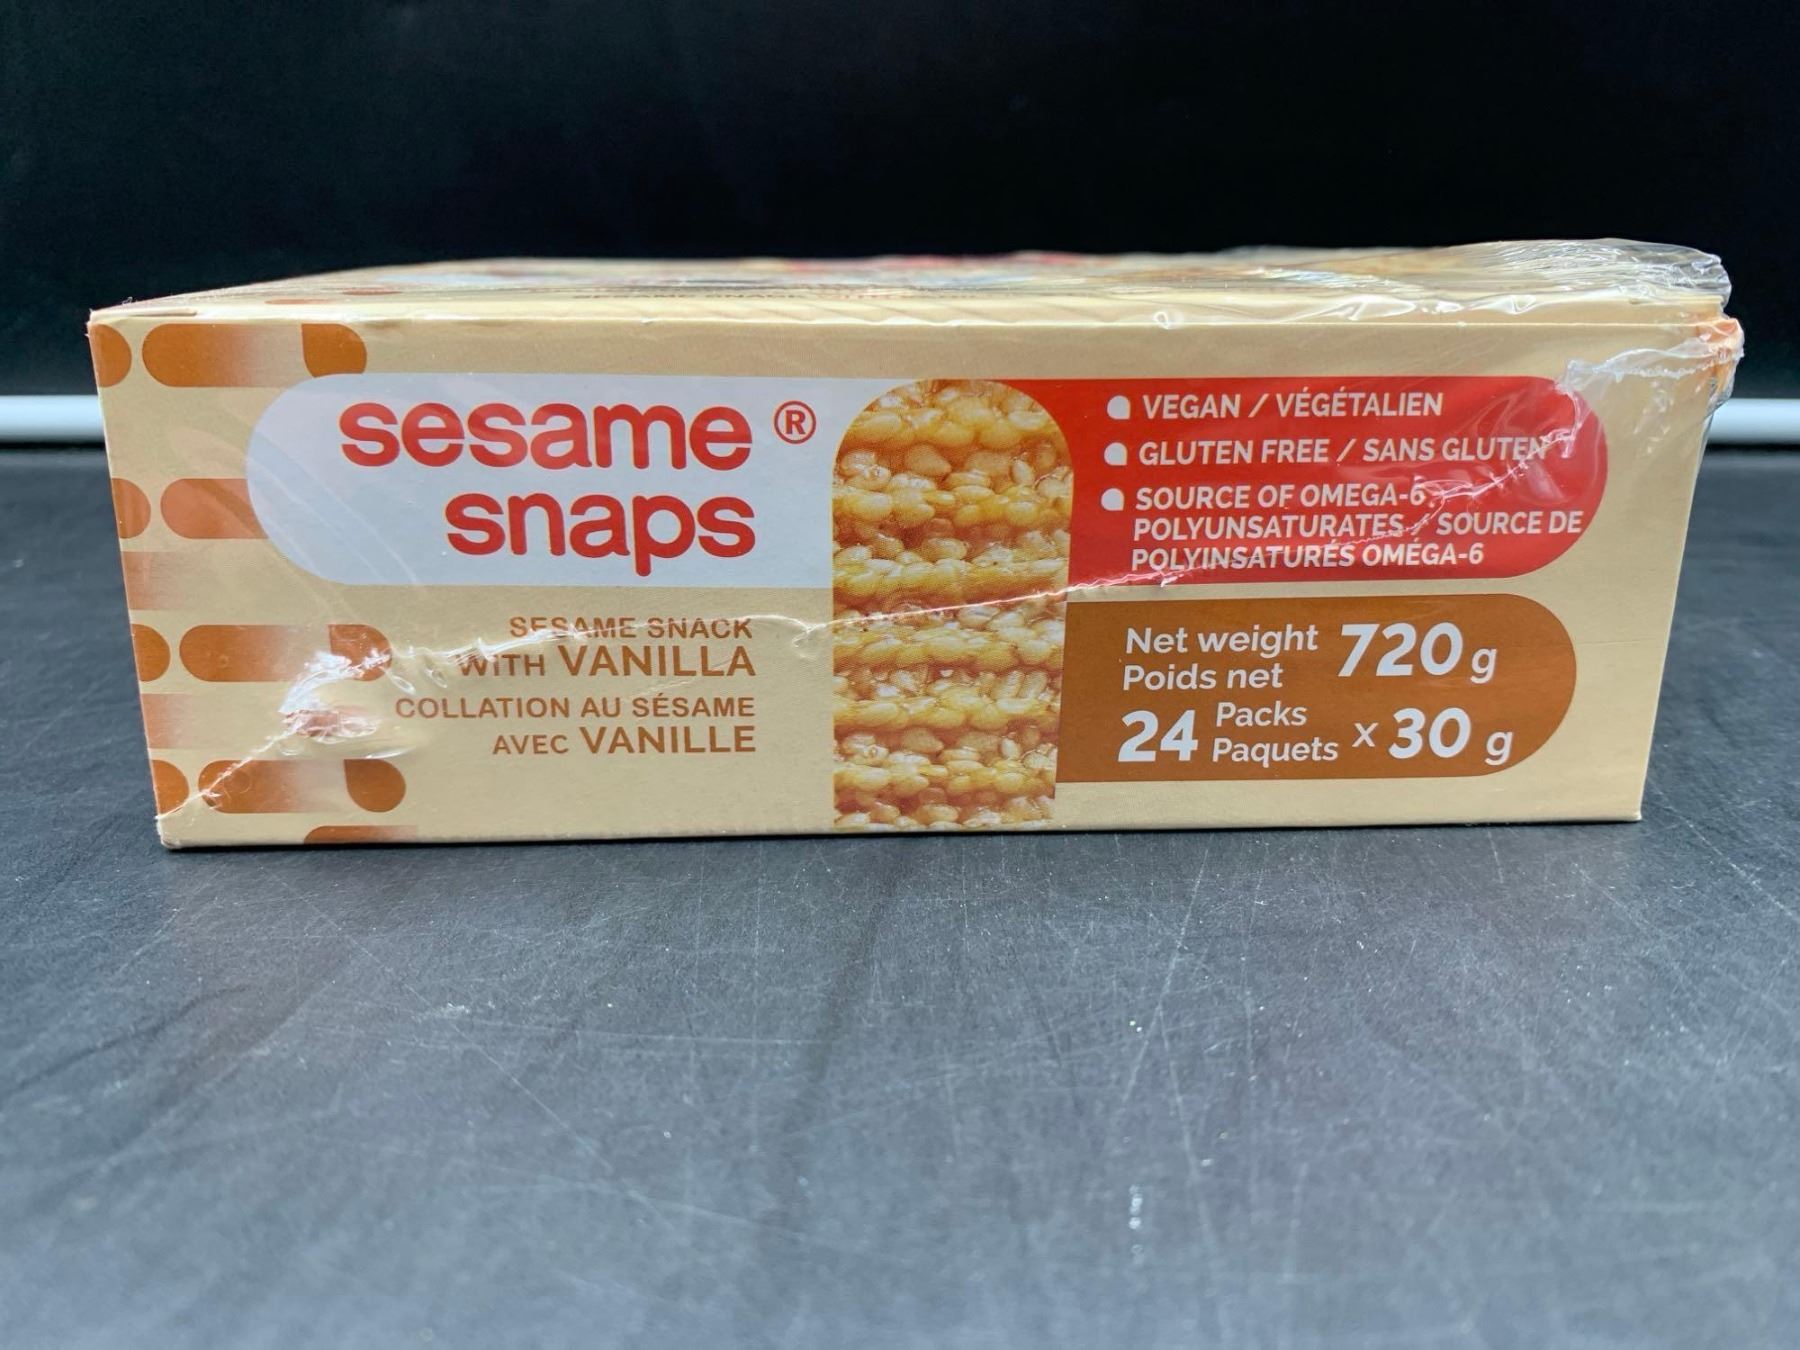 sesame ®
snaps
SESAME SNACK
WITH VANILLA
COLLATION AU SÉSAME
AVEC VANILLE
VEGAN / VÉGÉTALIEN
GLUTEN FREE / SANS GLUTEN
SOURCE OF OMEGA-6
POLYUNSATURATES / SOURCE DE
POLYINSATURÉS OMÉGA-6
Net weight 720 g
Poids net
24 Packs x 30 g
Paquets